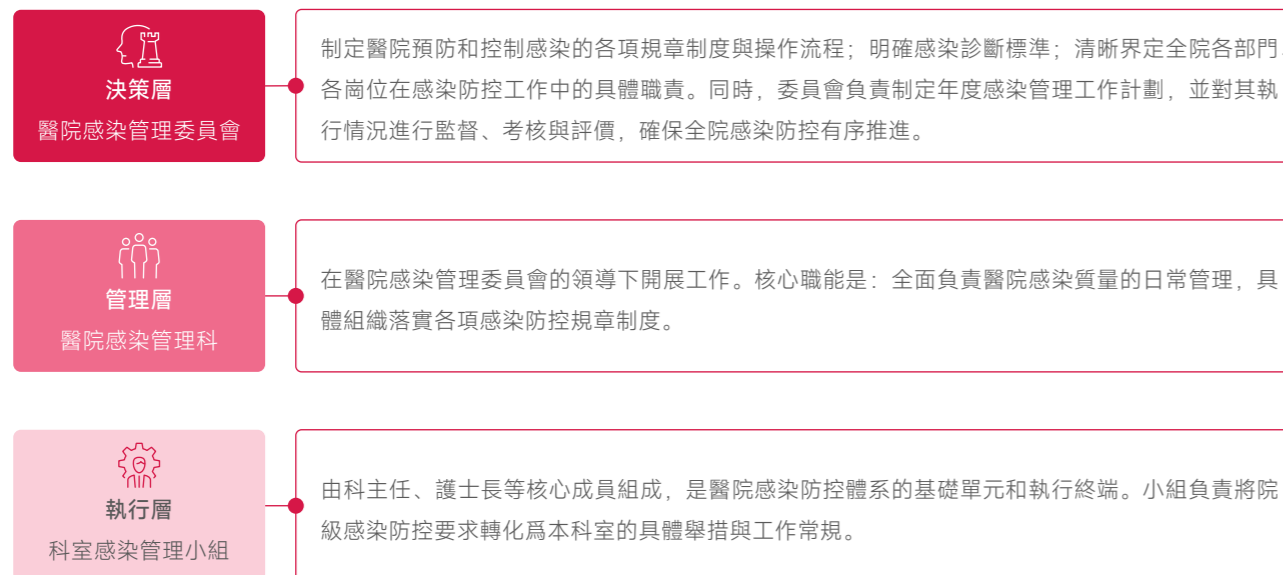 決策層
醫院感染管理委員會
制定醫院預防和控制感染的各項規章制度與操作流程；明確感染診斷標準；清晰界定全院各部門、
各崗位在感染防控工作中的具體職責。同時，委員會負責制定年度感染管理工作計劃，並對其執
行情況進行監督、考核與評價，確保全院感染防控有序推進。
管理層
醫院感染管理科
在醫院感染管理委員會的領導下開展工作。核心職能是：全面負責醫院感染質量的日常管理，具
體組織落實各項感染防控規章制度。
執行層
科室感染管理小組
由科主任、護士長等核心成員組成，是醫院感染防控體系的基礎單元和執行終端。小組負責將院
級感染防控要求轉化爲本科室的具體舉措與工作常規。